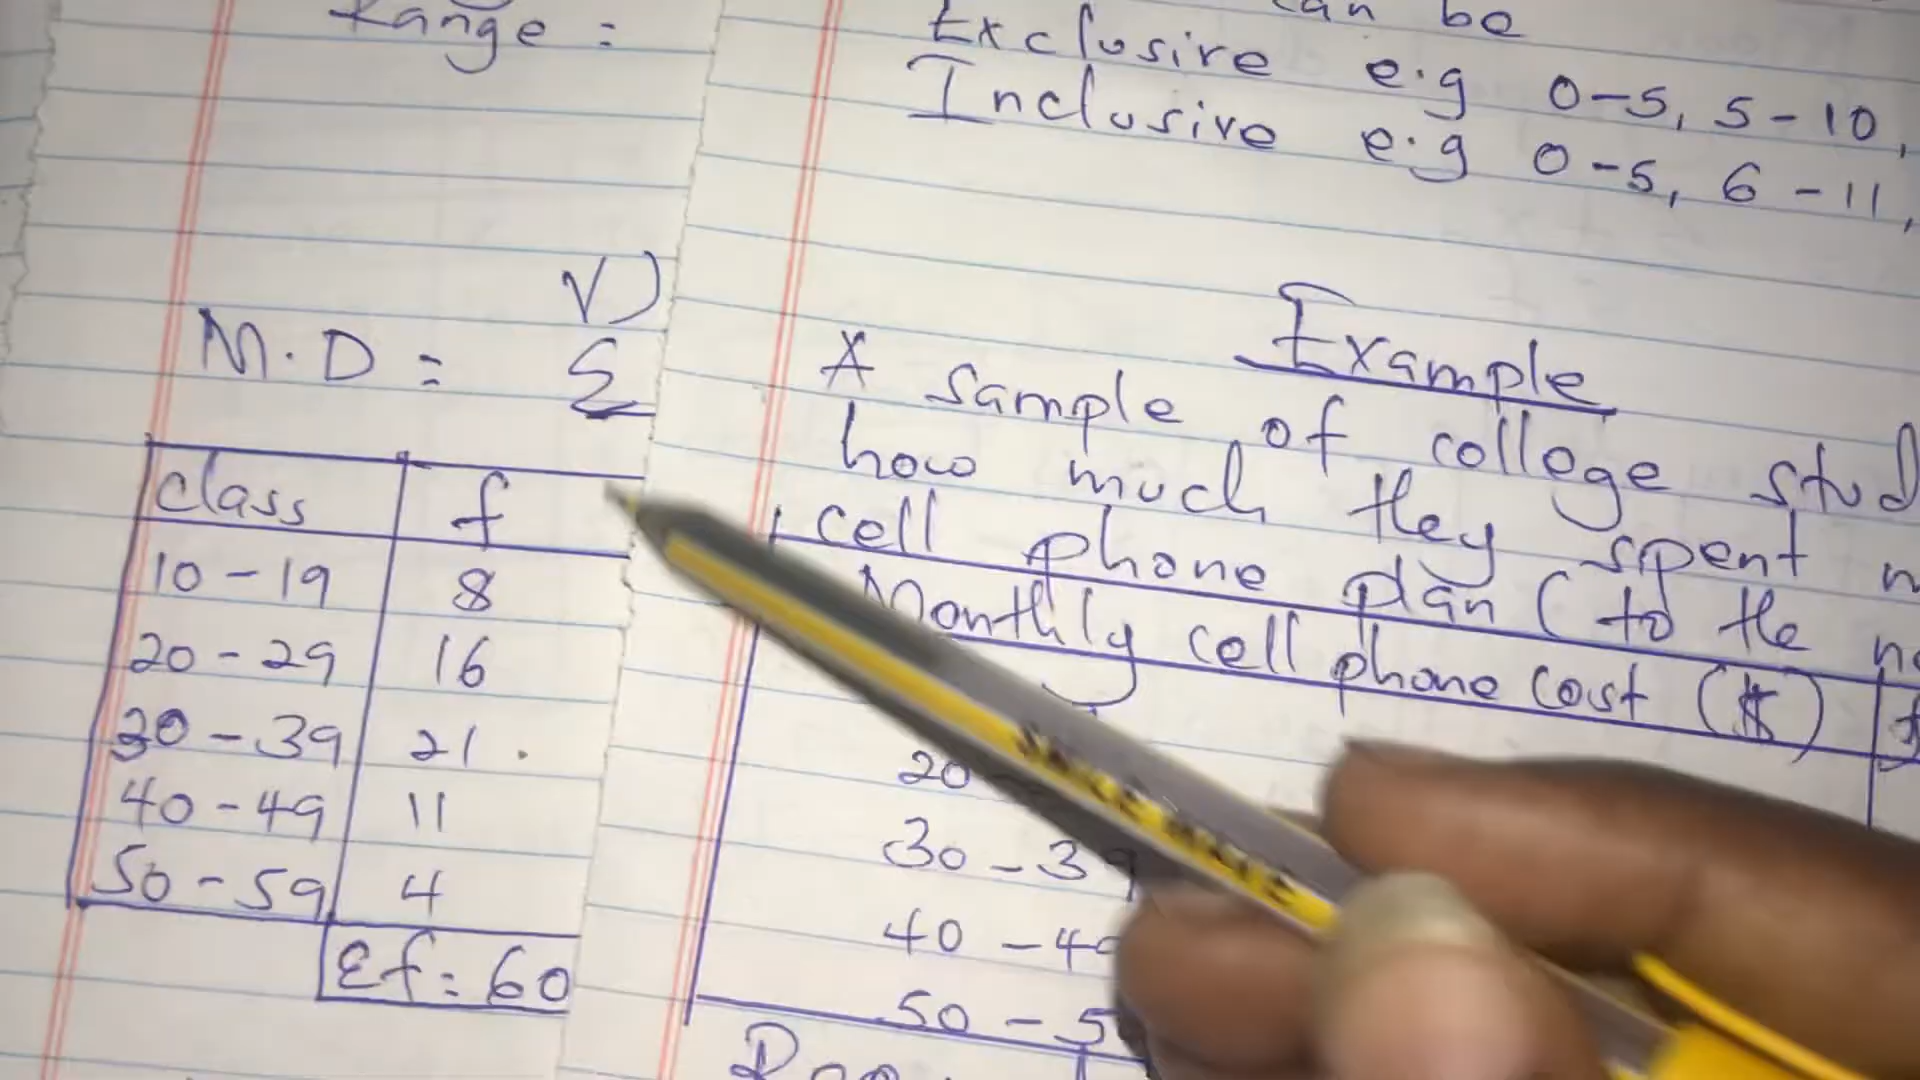 Range =
M.D = Σ
class f
10-19 8
20-29 16
30-39 21
40-49 11
50-59 4
Ef = 60
can be
Exclusive e.g 0-5, 5-10,
Inclusive e.g 0-5, 6-11,
V)
Example
A sample of college stud
how much they spent
cell phone plan (to the
Monthly cell phone cost ($)
20
30-39
40-4
50-5